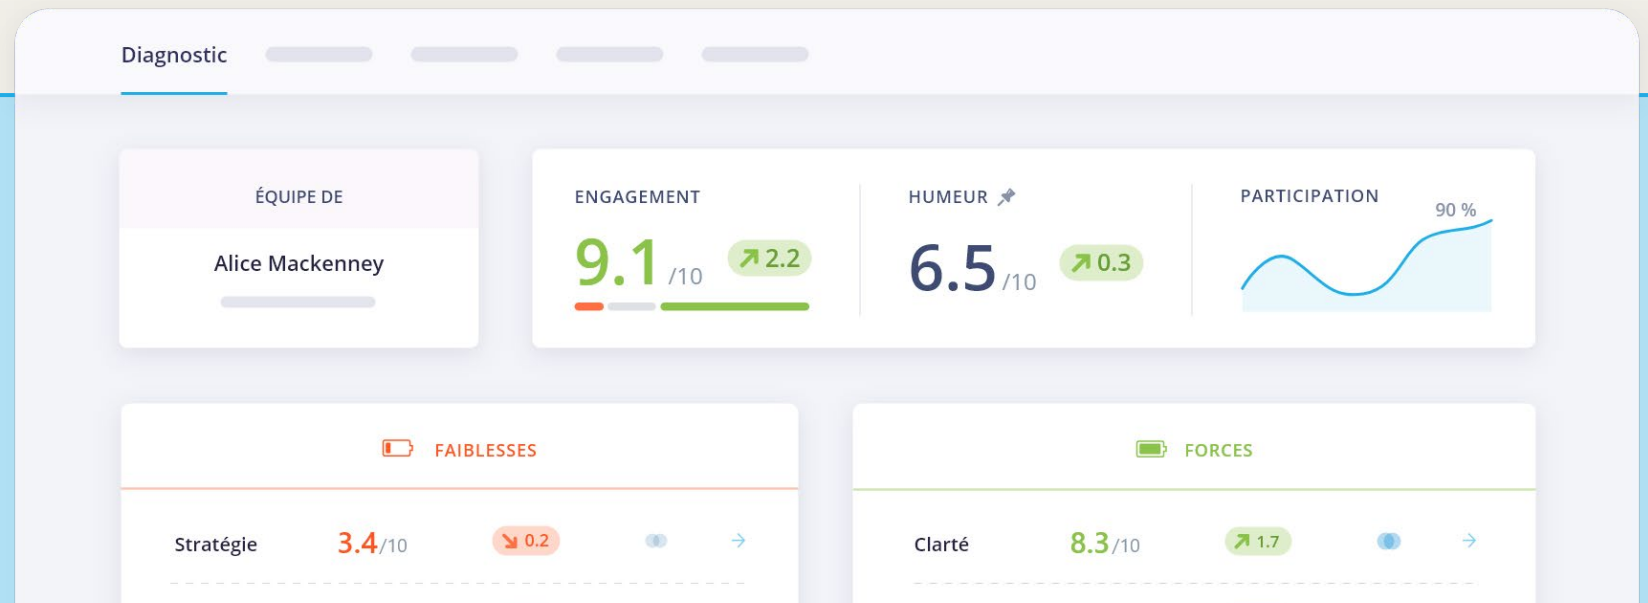 Diagnostic
ÉQUIPE DE
Alice Mackenney
ENGAGEMENT
9.1 /10 2.2
HUMEUR
6.5 /10 0.3
PARTICIPATION
90 %
FAIBLESSES
Stratégie 3.4/10 0.2
FORCES
Clarté 8.3/10 1.7